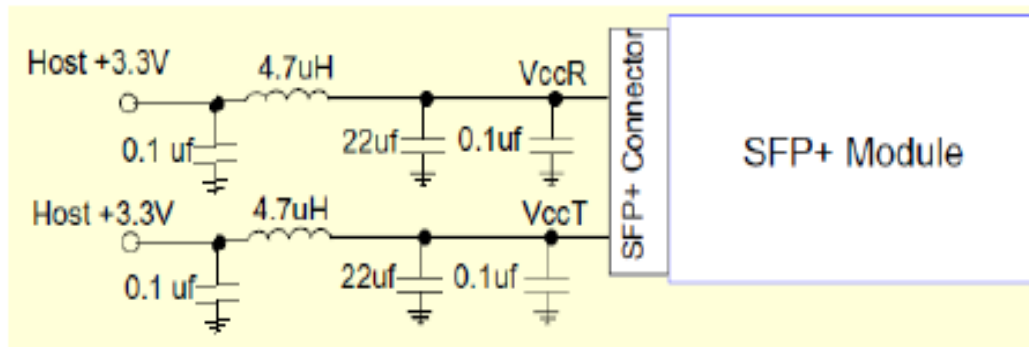 Host +3.3V
4.7uH
VccR
0.1 uf
22uf
0.1uf
SFP+ Connector
SFP+ Module
Host +3.3V
4.7uH
VccT
0.1 uf
22uf
0.1uf